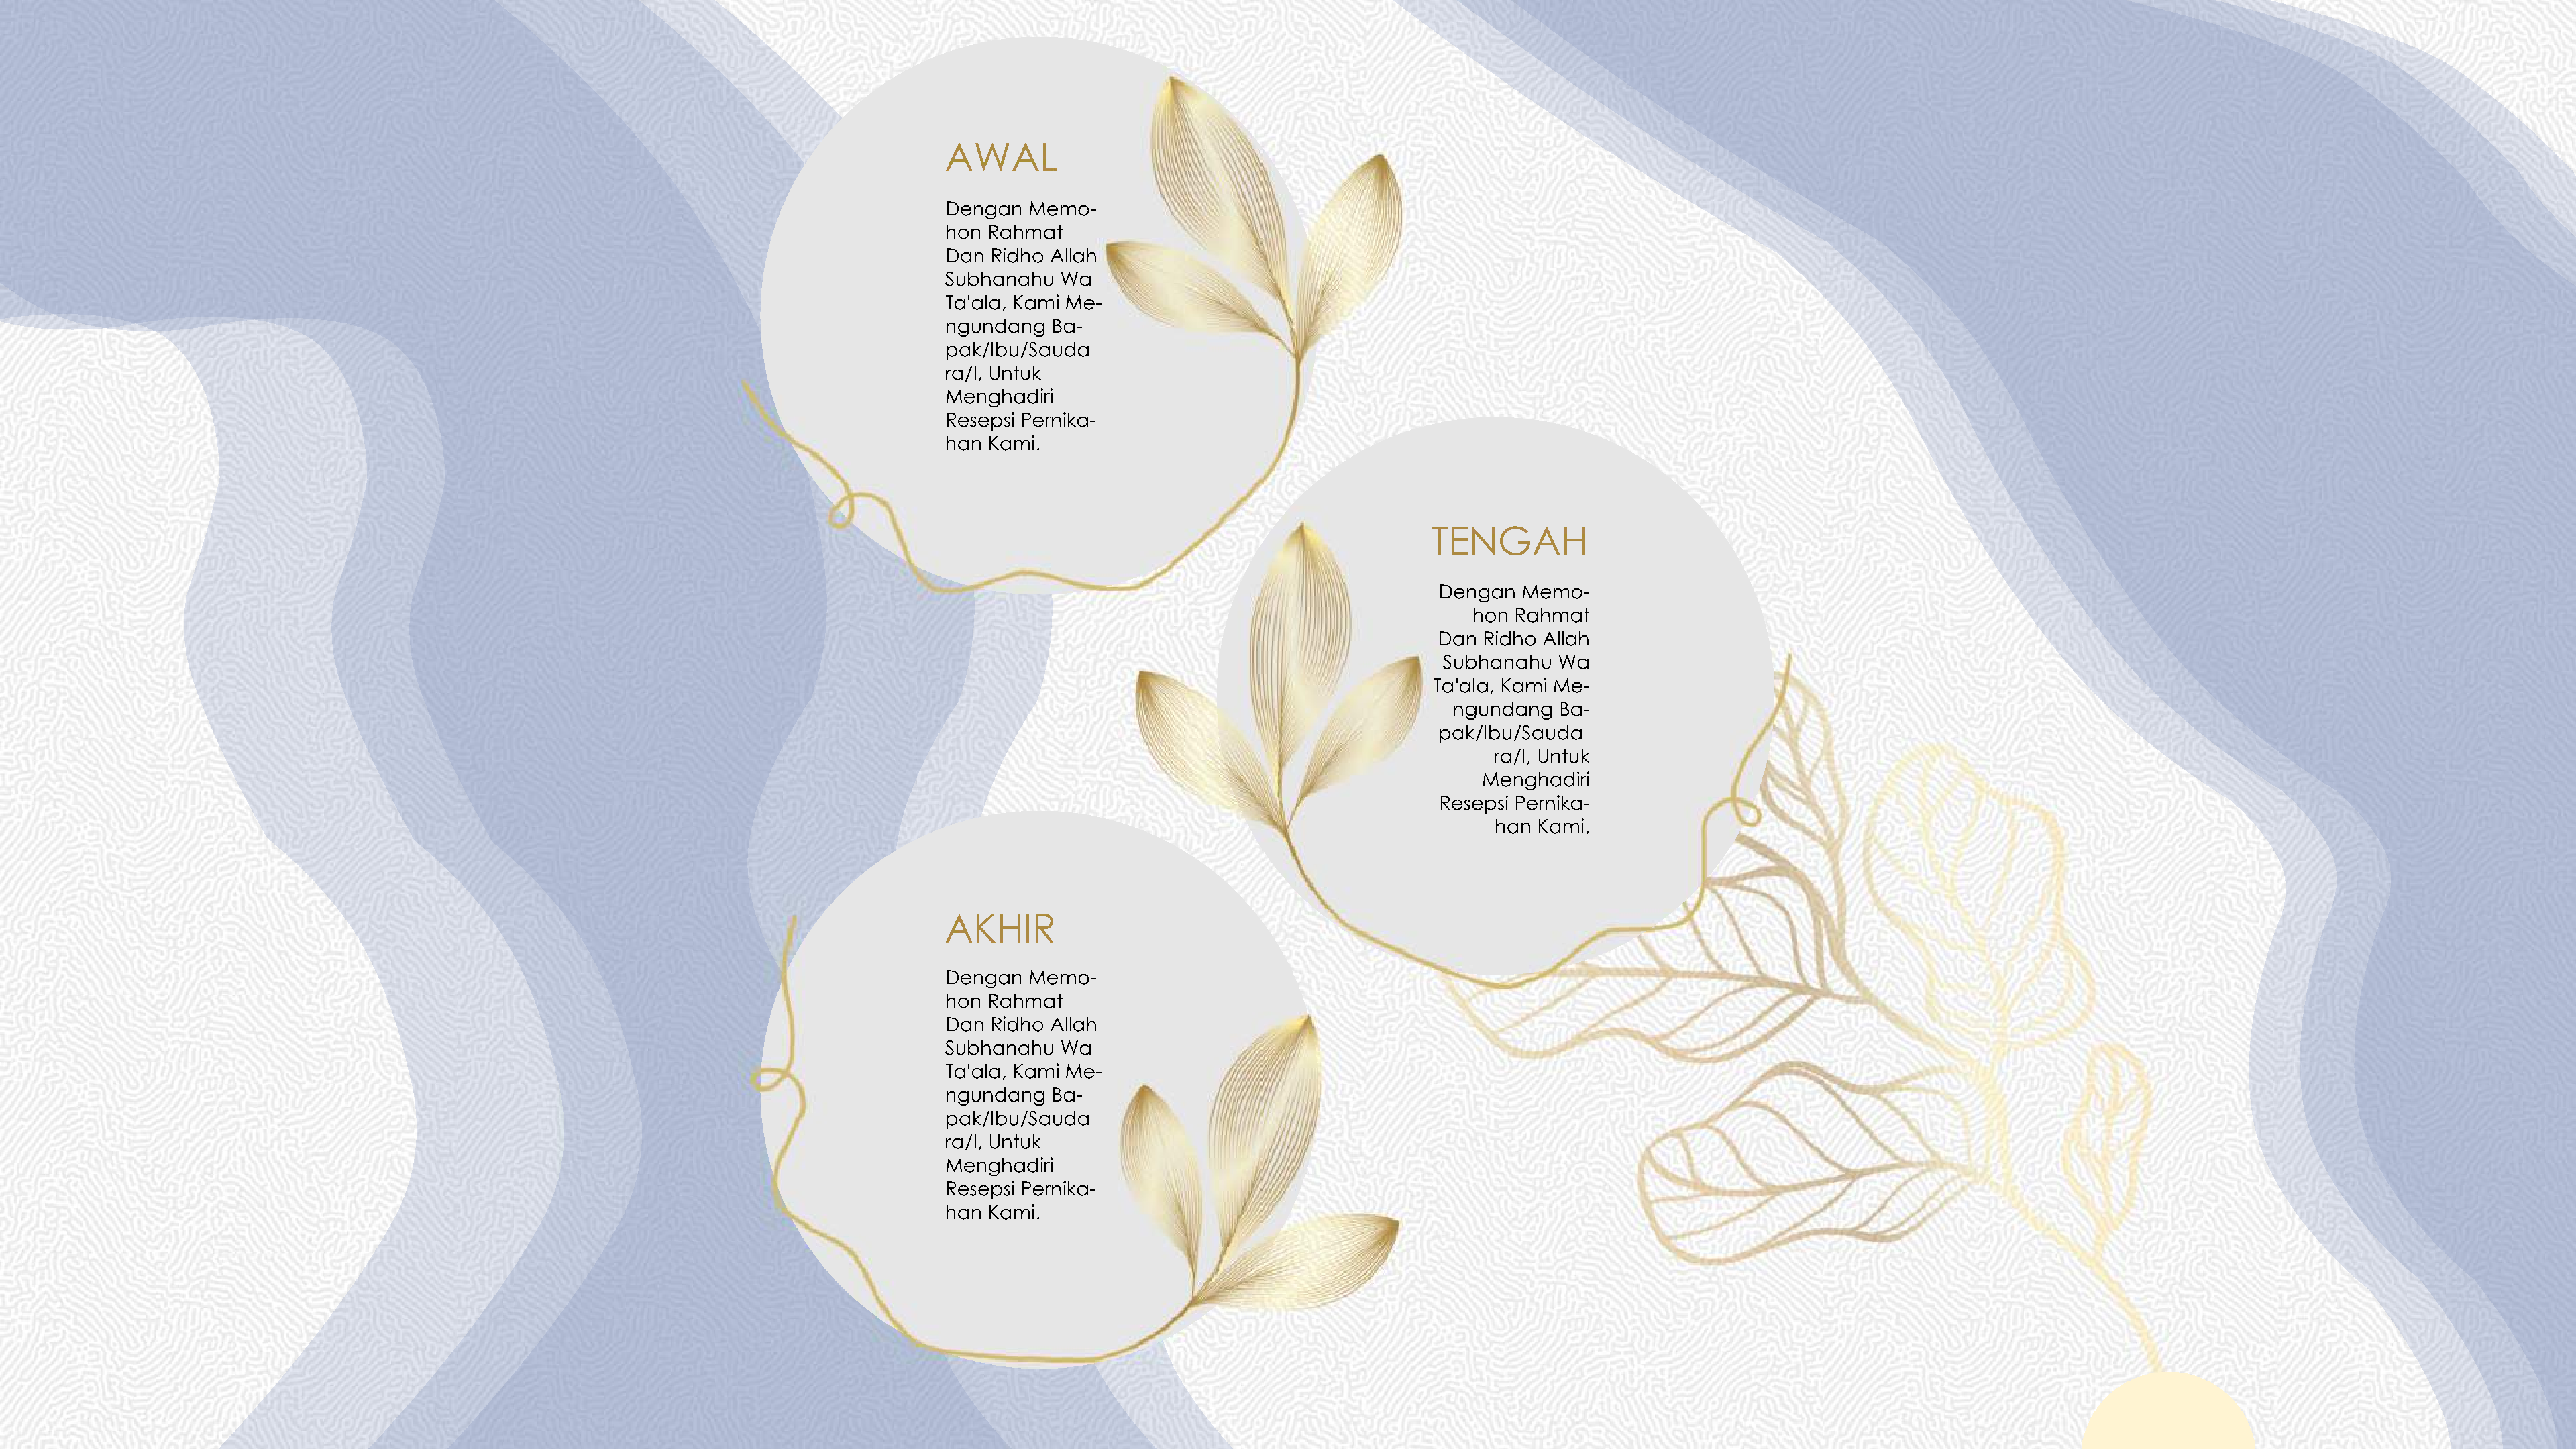 AWAL
Dengan Memo-
hon Rahmat
Dan Ridho Allah
Subhanahu Wa
Ta'ala, Kami Me-
ngundang Ba-
pak/Ibu/Sauda
ra/I, Untuk
Menghadiri
Resepsi Pernika-
han Kami.
TENGAH
Dengan Memo-
hon Rahmat
Dan Ridho Allah
Subhanahu Wa
Ta'ala, Kami Me-
ngundang Ba-
pak/Ibu/Sauda
ra/I, Untuk
Menghadiri
Resepsi Pernika-
han Kami.
AKHIR
Dengan Memo-
hon Rahmat
Dan Ridho Allah
Subhanahu Wa
Ta'ala, Kami Me-
ngundang Ba-
pak/Ibu/Sauda
ra/I, Untuk
Menghadiri
Resepsi Pernika-
han Kami.